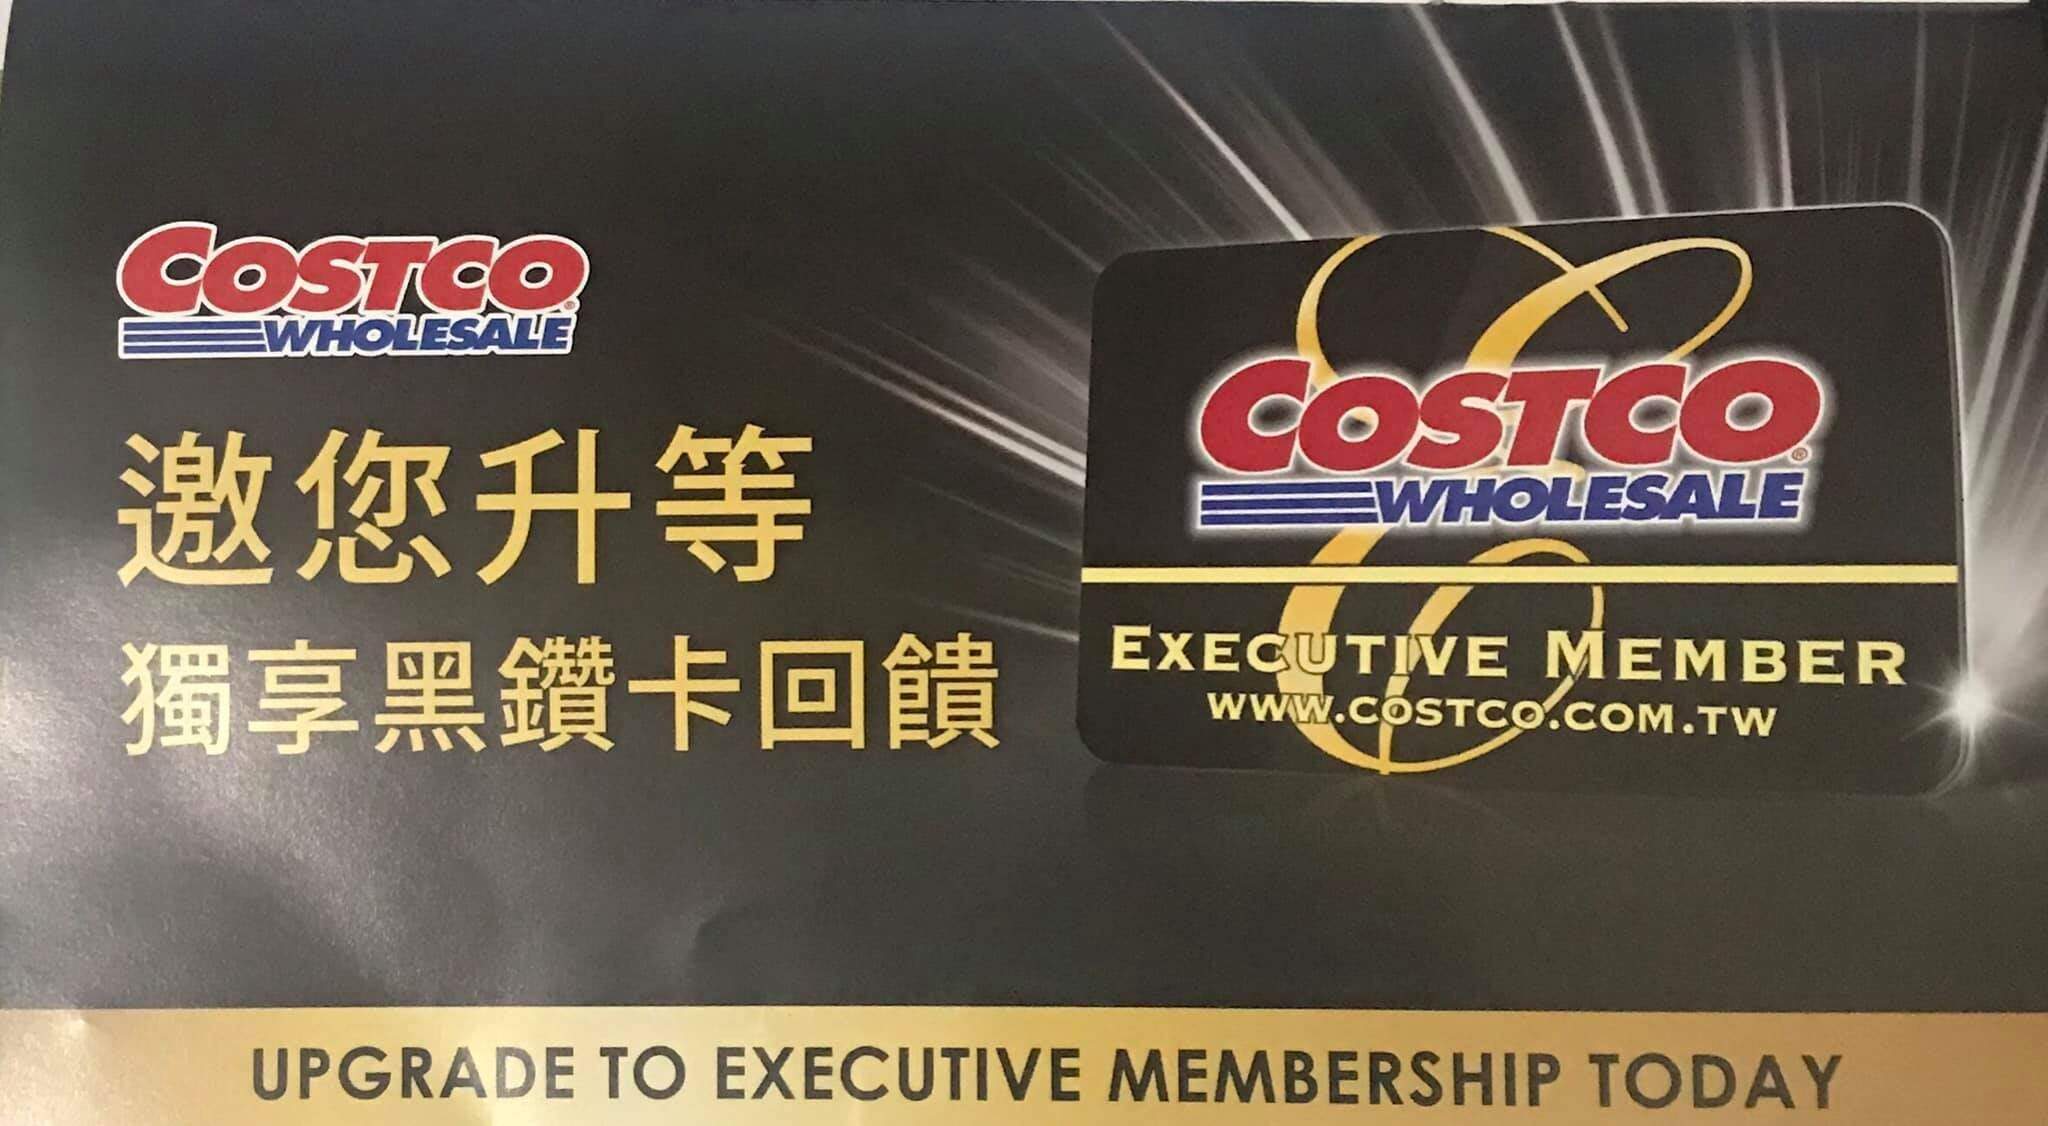 COSTCO
WHOLESALE
邀您升等
獨享黑鑽卡回饋
COSTCO
WHOLESALE
EXECUTIVE MEMBER
WWW.COSTCO.COM.TW
UPGRADE TO EXECUTIVE MEMBERSHIP TODAY